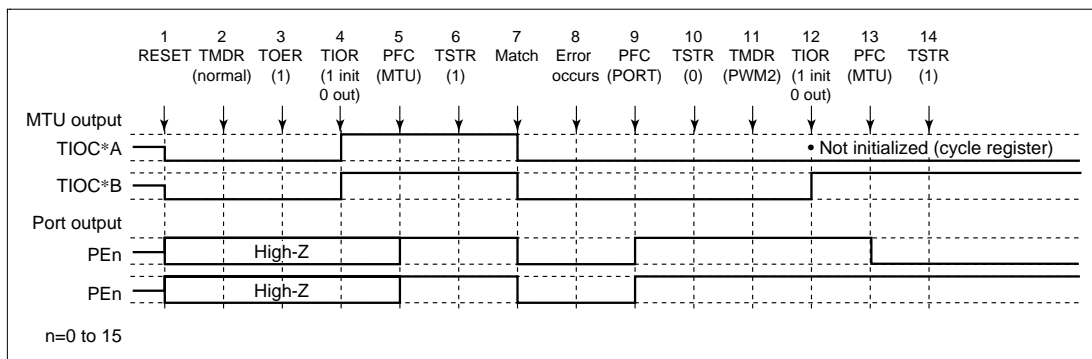 1 2 3 4 5 6 7 8 9 10 11 12 13 14
RESET TMDR TOER TIOR PFC TSTR Match Error PFC TSTR TMDR TIOR PFC TSTR
(normal) (1) (1 init (MTU) (1) occurs (PORT) (0) (PWM2) (1 init (MTU) (1)
0 out) 0 out)
MTU output
TIOC*A • Not initialized (cycle register)
TIOC*B
Port output
PEn High-Z
PEn High-Z
n=0 to 15